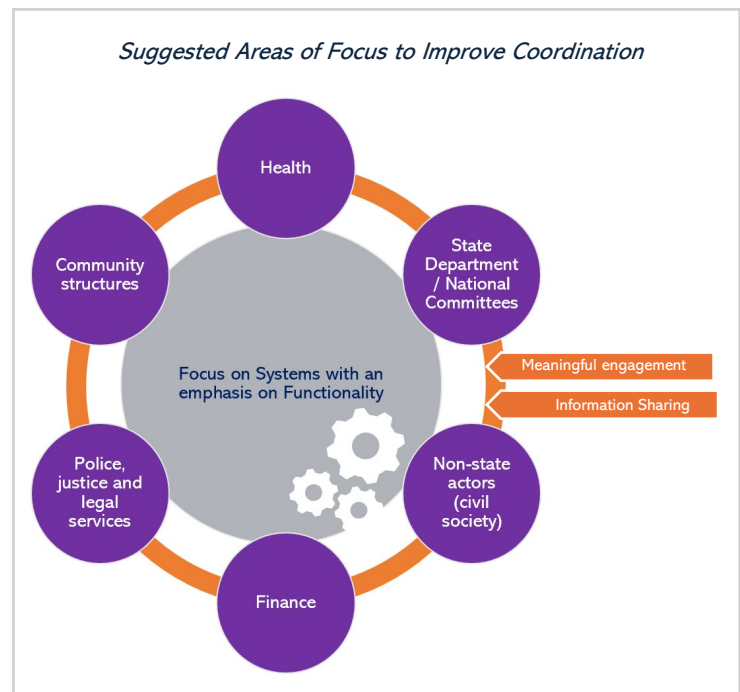 Suggested Areas of Focus to Improve Coordination
Health
State
Department
/ National
Committees
Community
structures
Meaningful engagement
Focus on Systems with an
emphasis on Functionality
Information Sharing
Police,
justice and
legal
services
Non-state
actors
(civil
society)
Finance